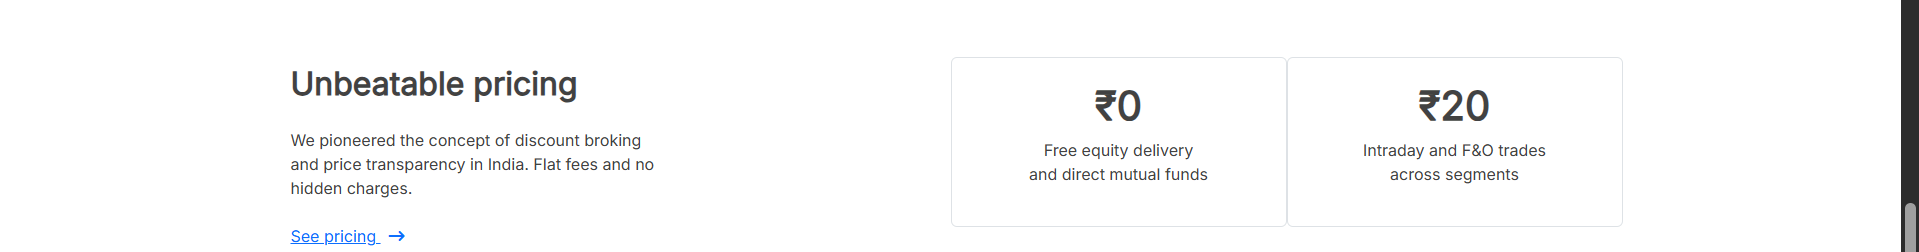 Unbeatable pricing
We pioneered the concept of discount broking
and price transparency in India. Flat fees and no
hidden charges.
See pricing →
₹0
Free equity delivery
and direct mutual funds
₹20
Intraday and F&O trades
across segments